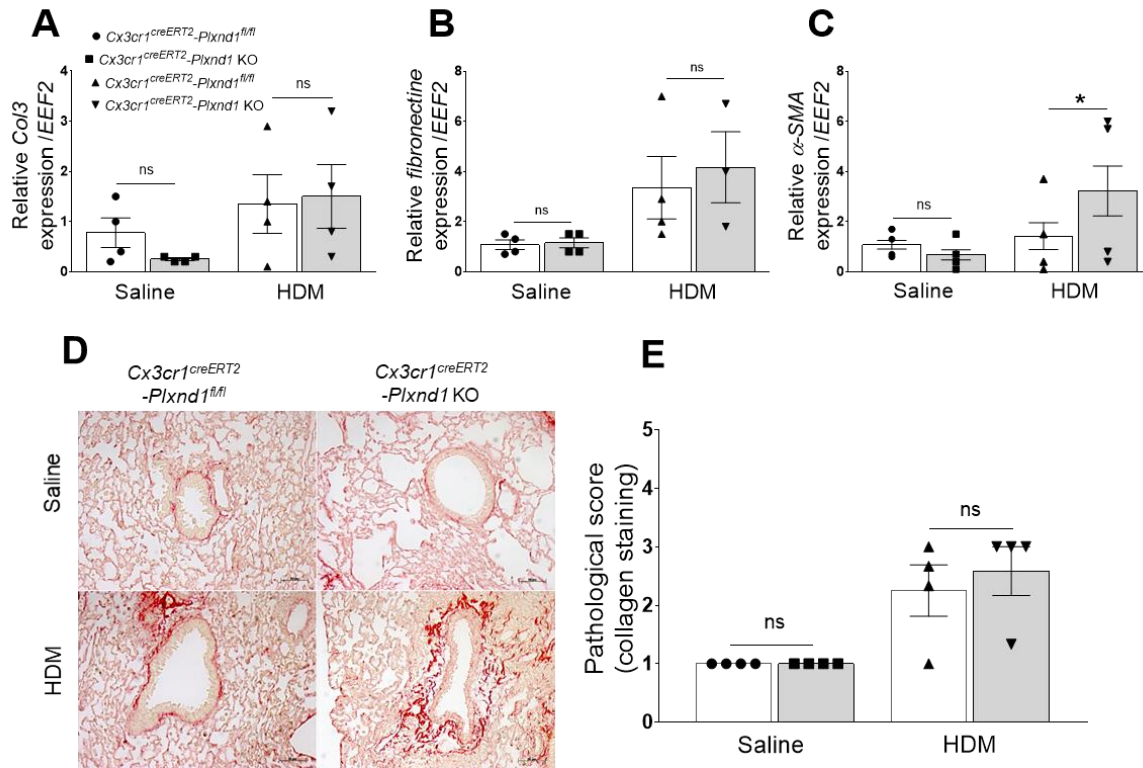 A
● Cx3cr1creERT2-Plxnd1fl/fl
■ Cx3cr1creERT2-Plxnd1 KO
▲ Cx3cr1creERT2-Plxnd1fl/fl
▼ Cx3cr1creERT2-Plxnd1 KO
Relative Col3
expression /EEF2
4
3
2
1
0
ns
ns
Saline
HDM
B
Relative fibronectine
expression /EEF2
8
6
4
2
0
ns
ns
Saline
HDM
C
Relative α-SMA
expression /EEF2
8
6
4
2
0
ns
*
Saline
HDM
D
Cx3cr1creERT2
-Plxnd1fl/fl
Cx3cr1creERT2
-Plxnd1 KO
Saline
HDM
E
Pathological score
(collagen staining)
5
4
3
2
1
0
ns
ns
Saline
HDM